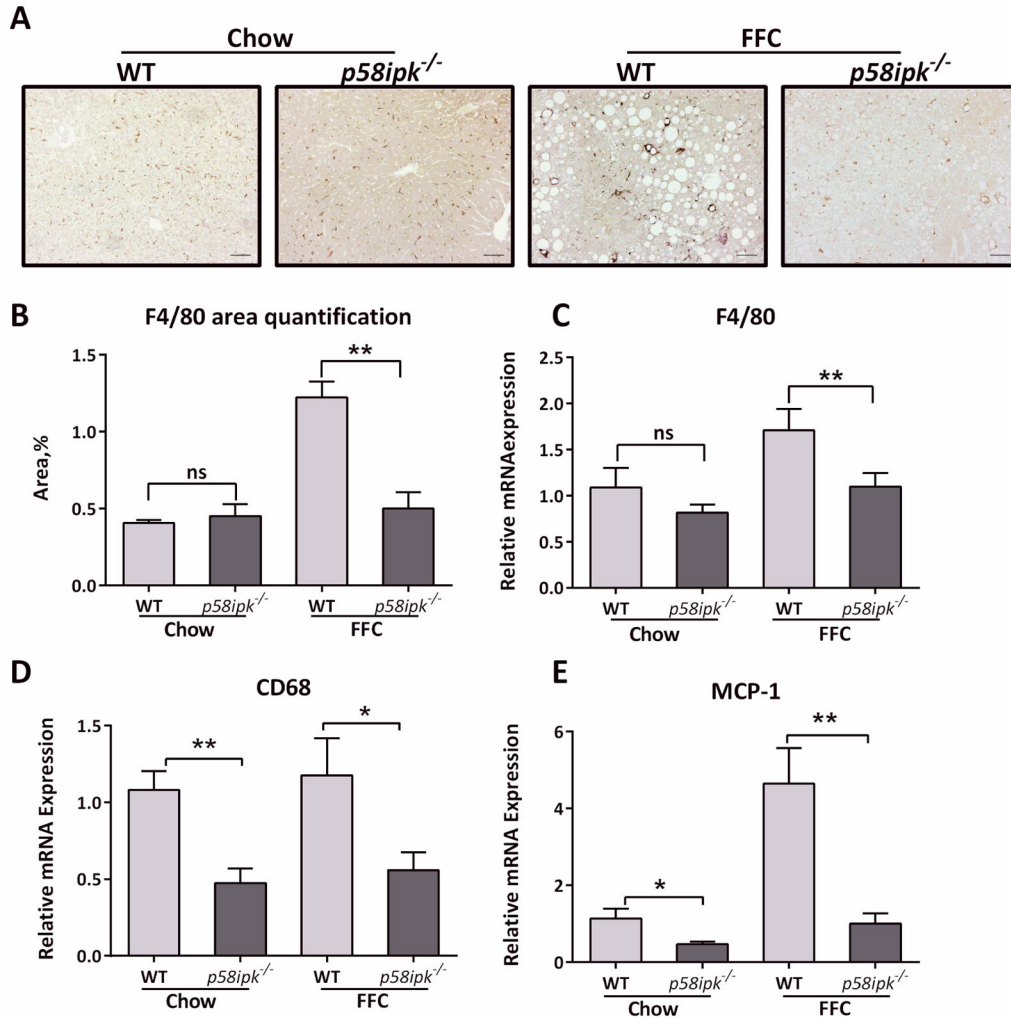 A
Chow
FFC
WT
p58ipk-/-
WT
p58ipk-/-
B
F4/80 area quantification
Area,%
1.5
1.0
0.5
0.0
ns
**
WT
p58ipk-/-
WT
p58ipk-/-
Chow
FFC
C
F4/80
Relative mRNAexpression
2.5
2.0
1.5
1.0
0.5
0.0
ns
**
WT
p58ipk-/-
WT
p58ipk-/-
Chow
FFC
D
CD68
Relative mRNA Expression
1.5
1.0
0.5
0.0
**
*
WT
p58ipk-/-
WT
p58ipk-/-
Chow
FFC
E
MCP-1
Relative mRNA Expression
6
4
2
0
*
**
WT
p58ipk-/-
WT
p58ipk-/-
Chow
FFC